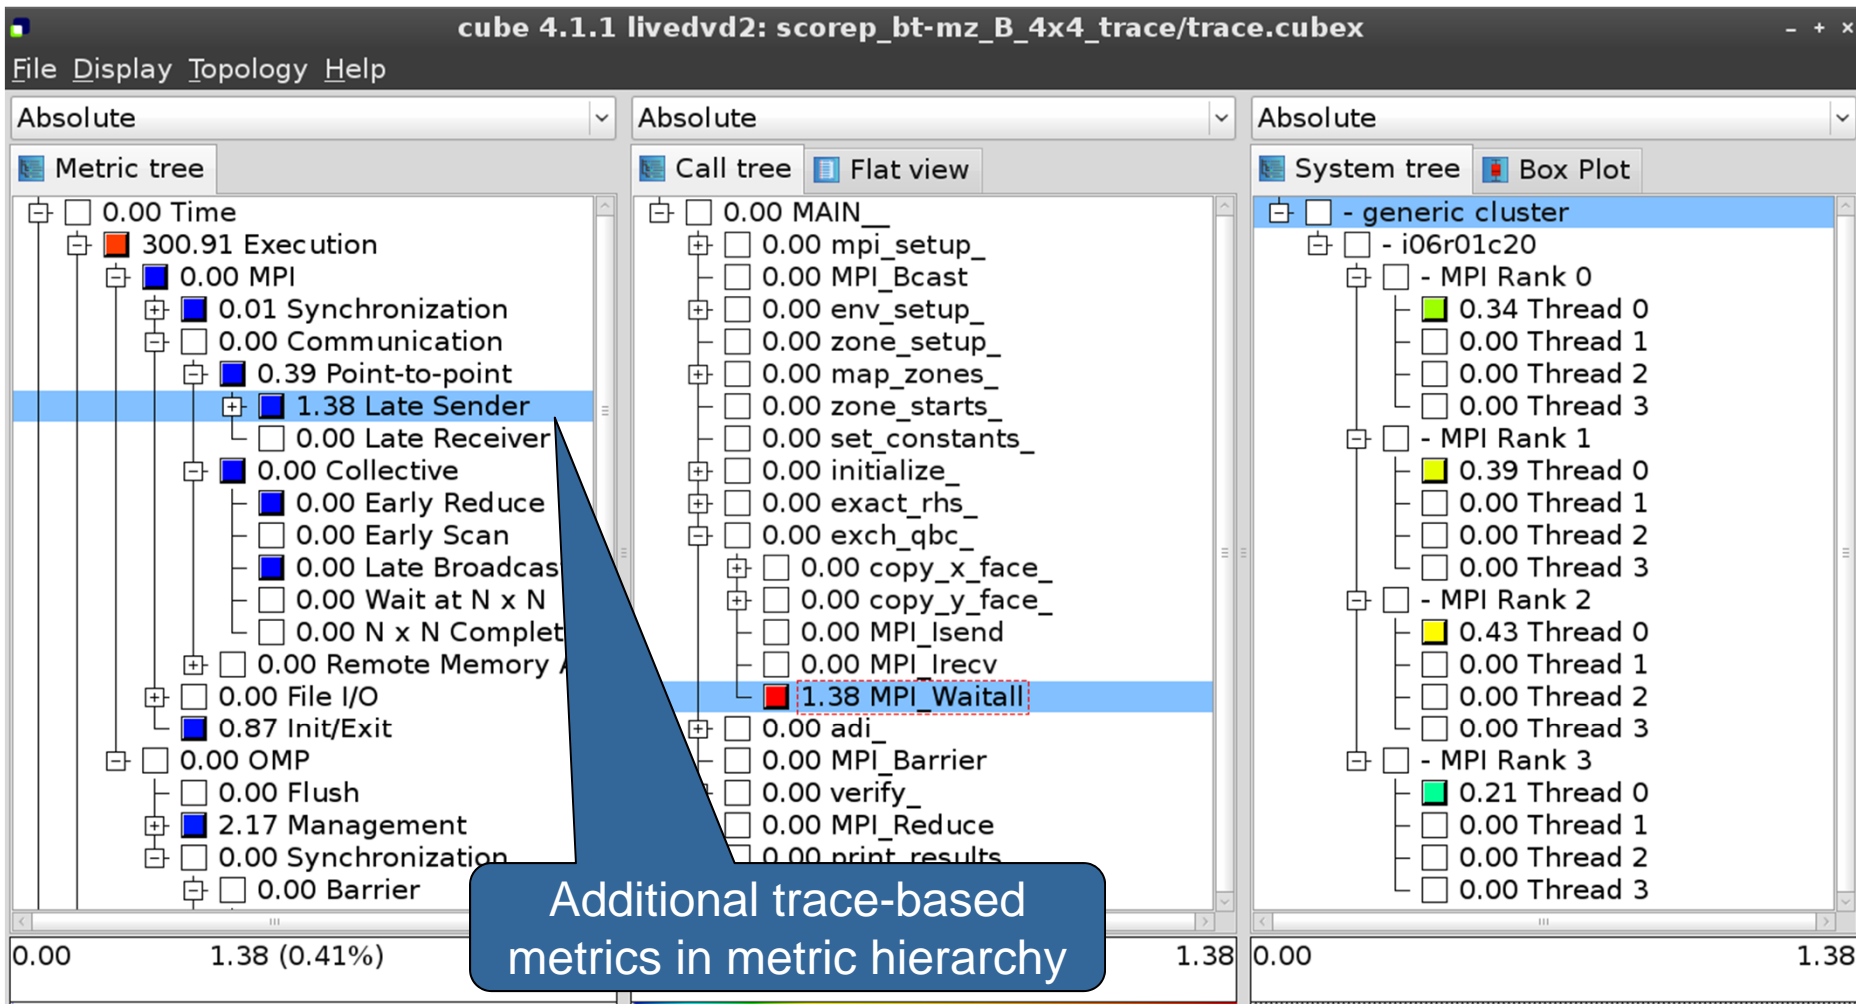 cube 4.1.1 livedvd2: scorep_bt-mz_B_4x4_trace/trace.cubex
File Display Topology Help
Absolute
Metric tree
0.00 Time
300.91 Execution
0.00 MPI
0.01 Synchronization
0.00 Communication
0.39 Point-to-point
1.38 Late Sender
0.00 Late Receiver
0.00 Collective
0.00 Early Reduce
0.00 Early Scan
0.00 Late Broadcas
0.00 Wait at N x N
0.00 N x N Complet
0.00 Remote Memory
0.00 File I/O
0.87 Init/Exit
0.00 OMP
0.00 Flush
2.17 Management
0.00 Synchronization
0.00 Barrier
0.00 1.38 (0.41%)
Absolute
Call tree Flat view
0.00 MAIN__
0.00 mpi_setup_
0.00 MPI_Bcast
0.00 env_setup_
0.00 zone_setup_
0.00 map_zones_
0.00 zone_starts_
0.00 set_constants_
0.00 initialize_
0.00 exact_rhs_
0.00 exch_qbc_
0.00 copy_x_face_
0.00 copy_y_face_
0.00 MPI_Isend
0.00 MPI_Irecv
1.38 MPI_Waitall
0.00 adi_
0.00 MPI_Barrier
0.00 verify_
0.00 MPI_Reduce
0.00 print_results_
1.38
Absolute
System tree Box Plot
- generic cluster
- i06r01c20
- MPI Rank 0
0.34 Thread 0
0.00 Thread 1
0.00 Thread 2
0.00 Thread 3
- MPI Rank 1
0.39 Thread 0
0.00 Thread 1
0.00 Thread 2
0.00 Thread 3
- MPI Rank 2
0.43 Thread 0
0.00 Thread 1
0.00 Thread 2
0.00 Thread 3
- MPI Rank 3
0.21 Thread 0
0.00 Thread 1
0.00 Thread 2
0.00 Thread 3
0.00 1.38
Additional trace-based
metrics in metric hierarchy